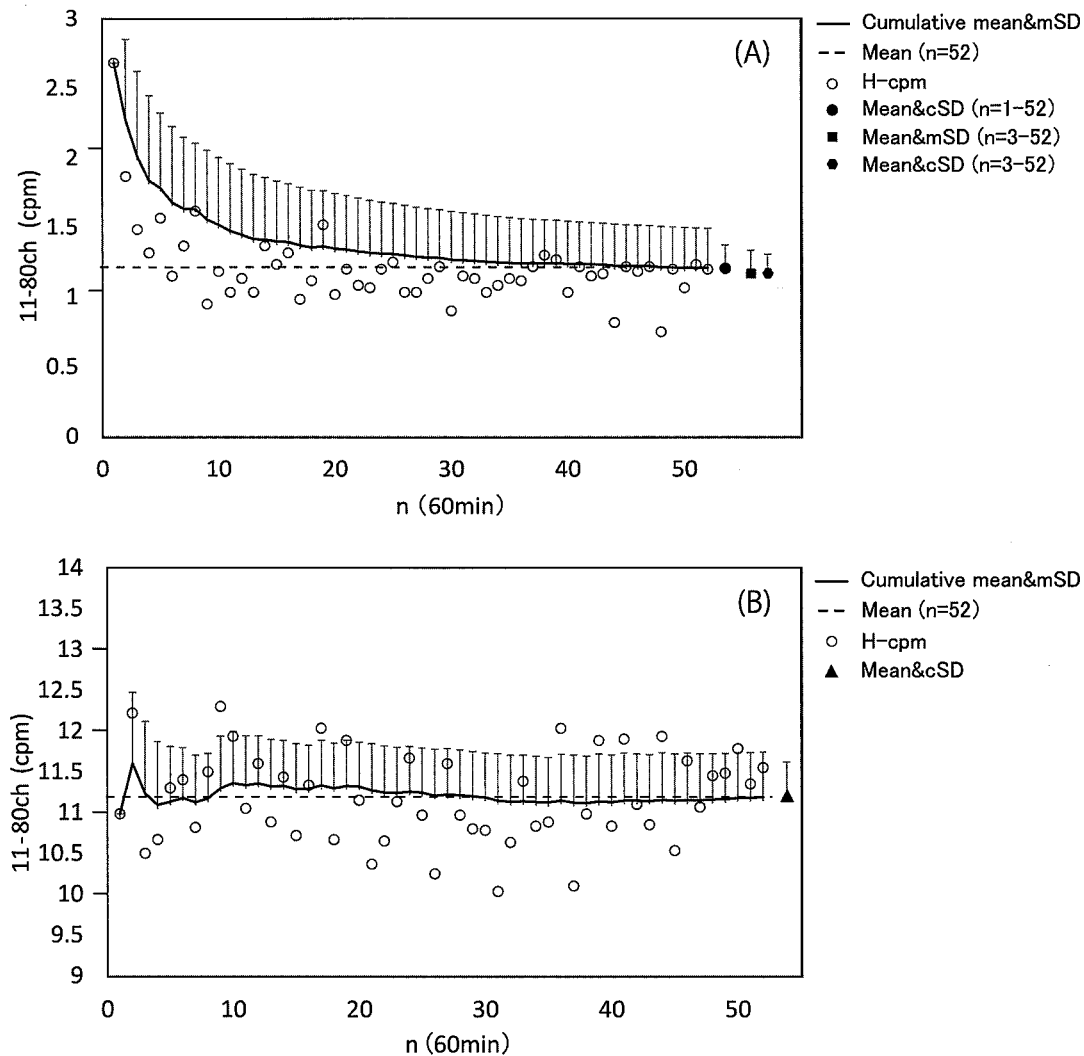 3
2.5
2
1.5
1
0.5
0
11-80ch (cpm)
(A)
0 10 20 30 40 50
n (60min)
Cumulative mean&mSD
Mean (n=52)
H-cpm
Mean&cSD (n=1-52)
Mean&mSD (n=3-52)
Mean&cSD (n=3-52)
14
13.5
13
12.5
12
11.5
11
10.5
10
9.5
9
11-80ch (cpm)
(B)
0 10 20 30 40 50
n (60min)
Cumulative mean&mSD
Mean (n=52)
H-cpm
Mean&cSD